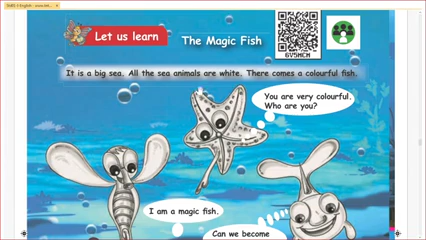 Let us learn
The Magic Fish
6V5MCM
It is a big sea. All the sea animals are white. There comes a colourful fish.
You are very colourful.
Who are you?
I am a magic fish.
Can we become